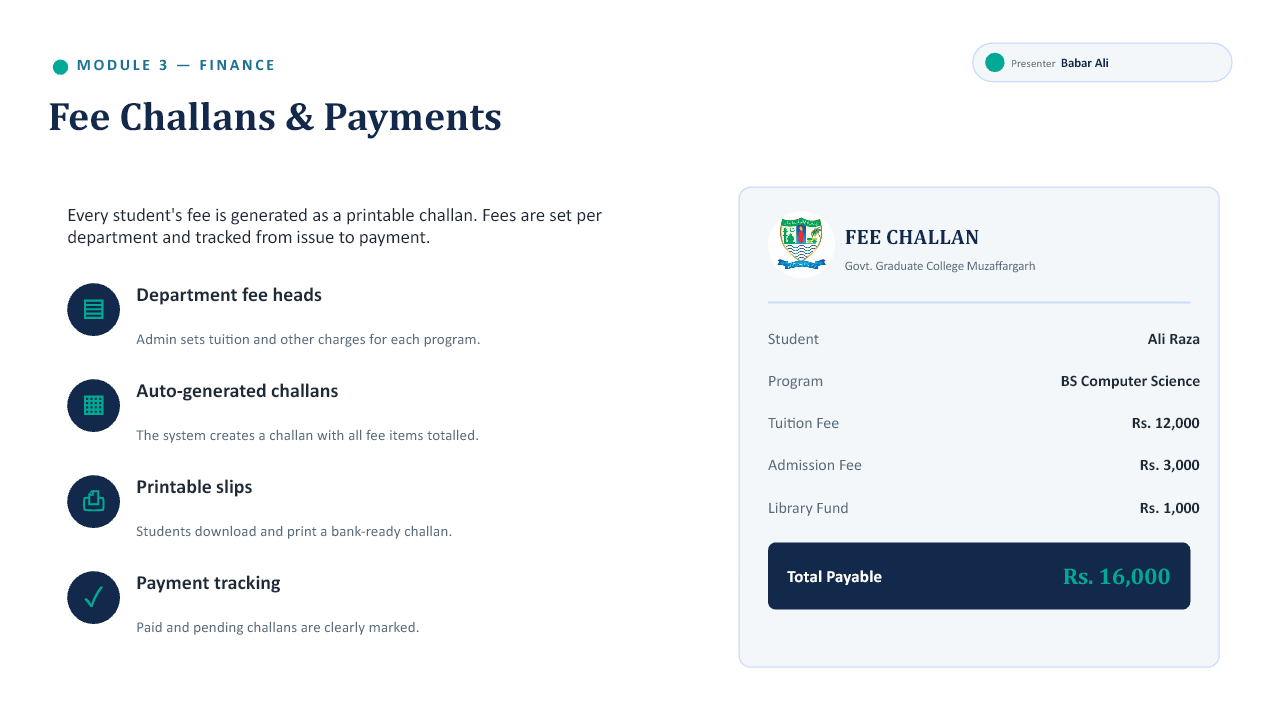 MODULE 3 — FINANCE
Presenter Babar Ali
Fee Challans & Payments
Every student's fee is generated as a printable challan. Fees are set per
department and tracked from issue to payment.
Department fee heads
Admin sets tuition and other charges for each program.
Auto-generated challans
The system creates a challan with all fee items totalled.
Printable slips
Students download and print a bank-ready challan.
Payment tracking
Paid and pending challans are clearly marked.
FEE CHALLAN
Govt. Graduate College Muzaffargarh
Student Ali Raza
Program BS Computer Science
Tuition Fee Rs. 12,000
Admission Fee Rs. 3,000
Library Fund Rs. 1,000
Total Payable Rs. 16,000